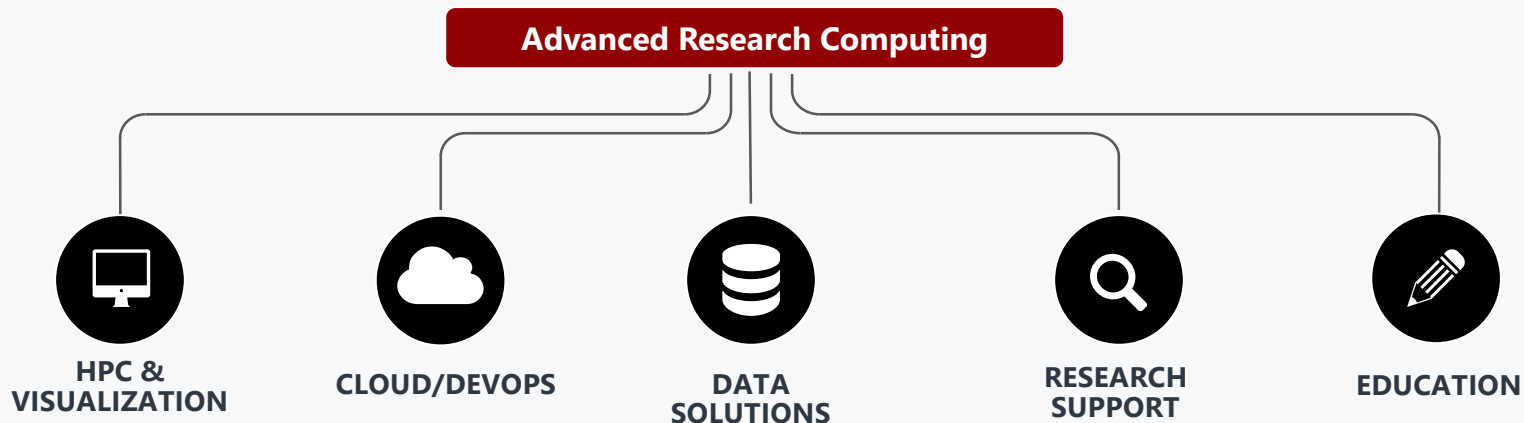 Advanced Research Computing
HPC &
VISUALIZATION
CLOUD/DEVOPS
DATA
SOLUTIONS
RESEARCH
SUPPORT
EDUCATION